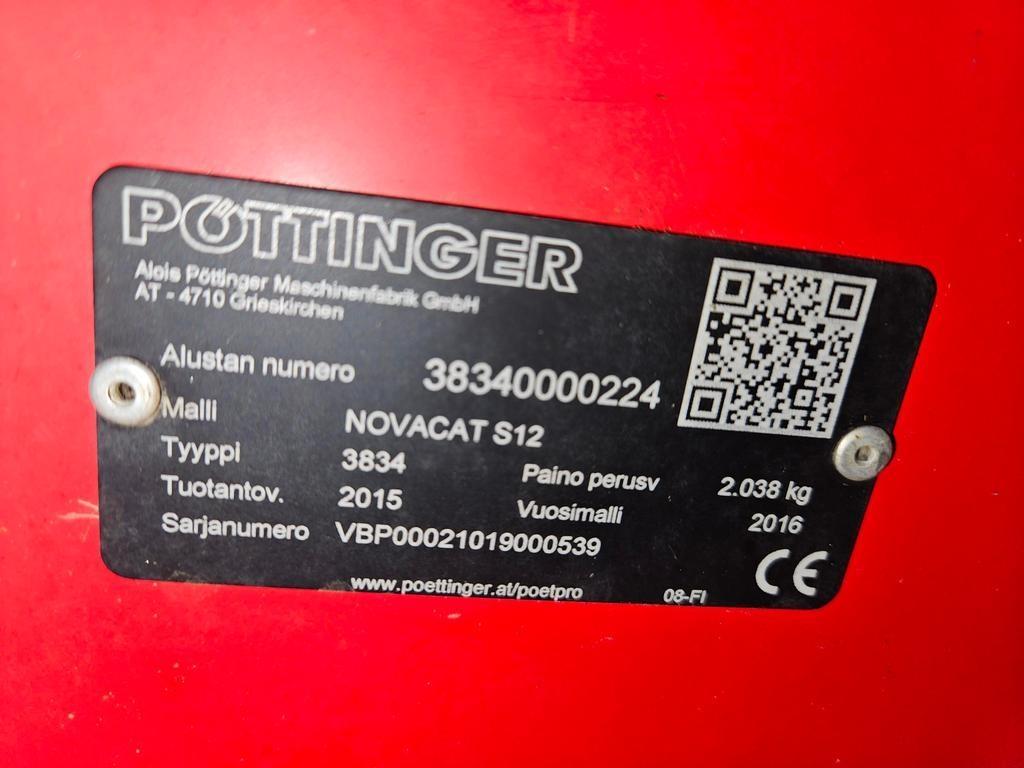 PÖTTINGER
Alois Pöttinger Maschinenfabrik GmbH
AT - 4710 Grieskirchen
Alustan numero 38340000224
Malli NOVACAT S12
Tyyppi 3834 Paino perusv 2.038 kg
Tuotantov. 2015 Vuosimalli 2016
Sarjanumero VBP00021019000539
CE
www.poettinger.at/poetpro 08-FI